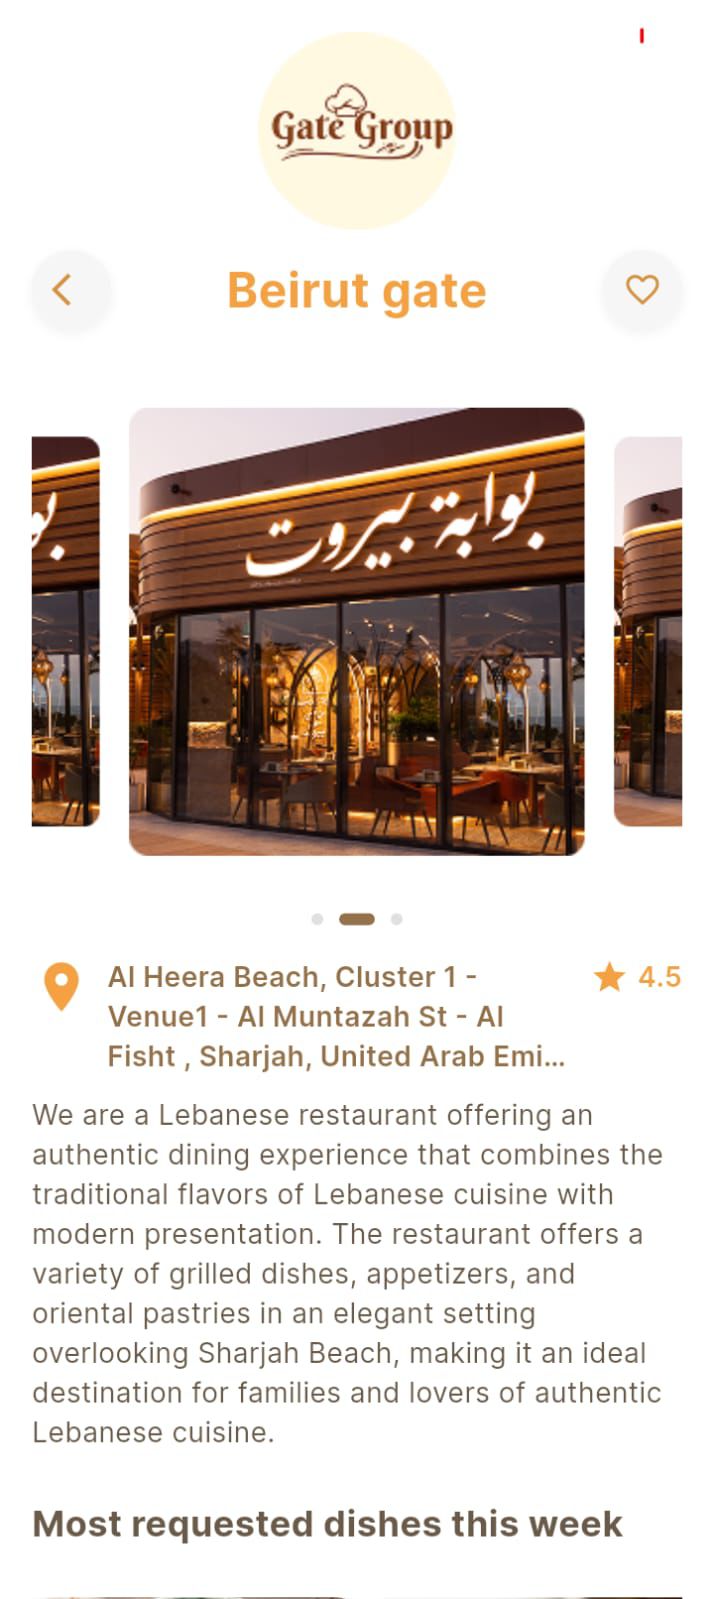 Gate Group
Beirut gate
بوابة بيروت
Al Heera Beach, Cluster 1 -
Venue1 - Al Muntazah St - Al
Fisht , Sharjah, United Arab Emi...
4.5
We are a Lebanese restaurant offering an
authentic dining experience that combines the
traditional flavors of Lebanese cuisine with
modern presentation. The restaurant offers a
variety of grilled dishes, appetizers, and
oriental pastries in an elegant setting
overlooking Sharjah Beach, making it an ideal
destination for families and lovers of authentic
Lebanese cuisine.
Most requested dishes this week